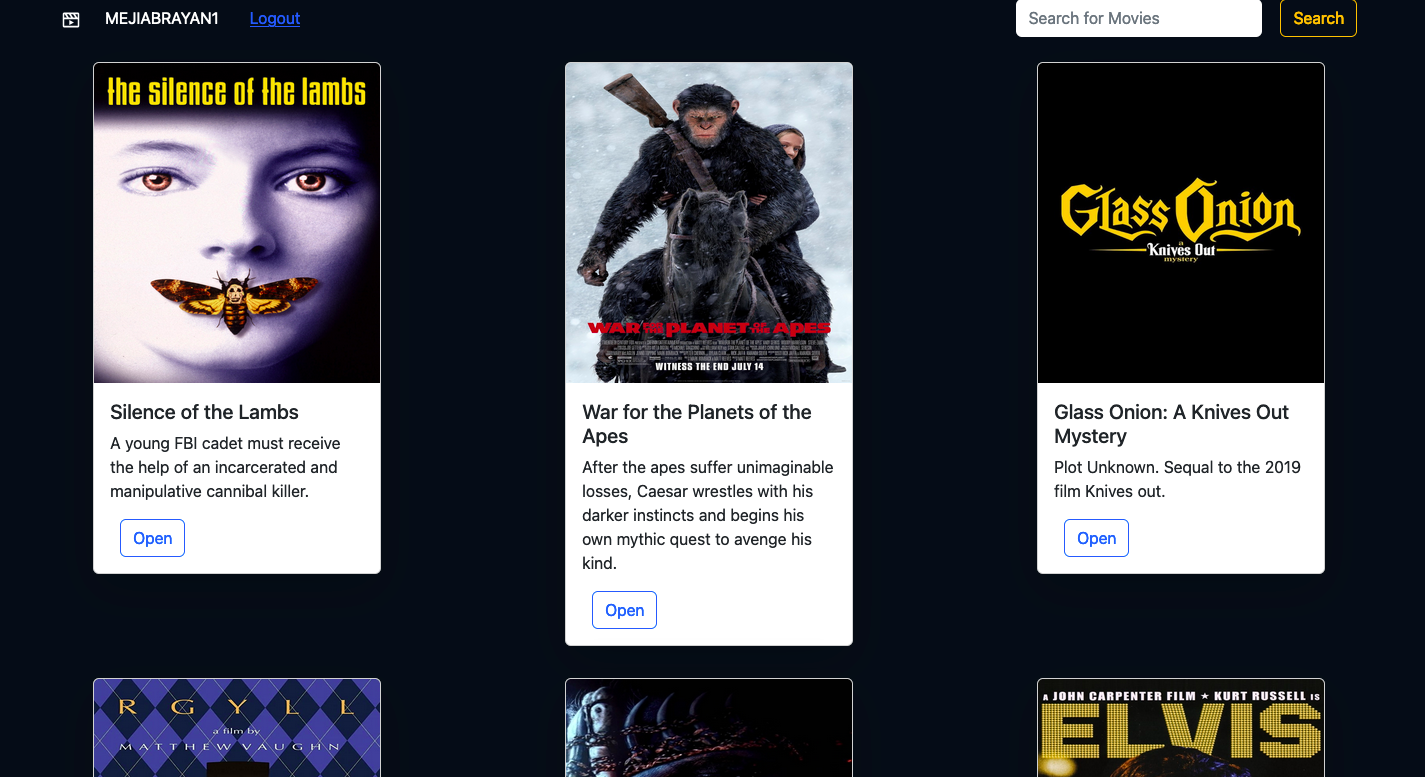 MEJIABRAYAN1 Logout Search for Movies Search
the silence of the lambs
WAR FOR THE PLANET OF THE APES
WITNESS THE END JULY 14
Glass Onion
a
Knives Out
mystery
Silence of the Lambs
A young FBI cadet must receive
the help of an incarcerated and
manipulative cannibal killer.
Open
War for the Planets of the
Apes
After the apes suffer unimaginable
losses, Caesar wrestles with his
darker instincts and begins his
own mythic quest to avenge his
kind.
Open
Glass Onion: A Knives Out
Mystery
Plot Unknown. Sequal to the 2019
film Knives out.
Open
RGYLL
a film by
MATTHEW VAUGHN
A JOHN CARPENTER FILM ★ KURT RUSSELL IS
ELVIS